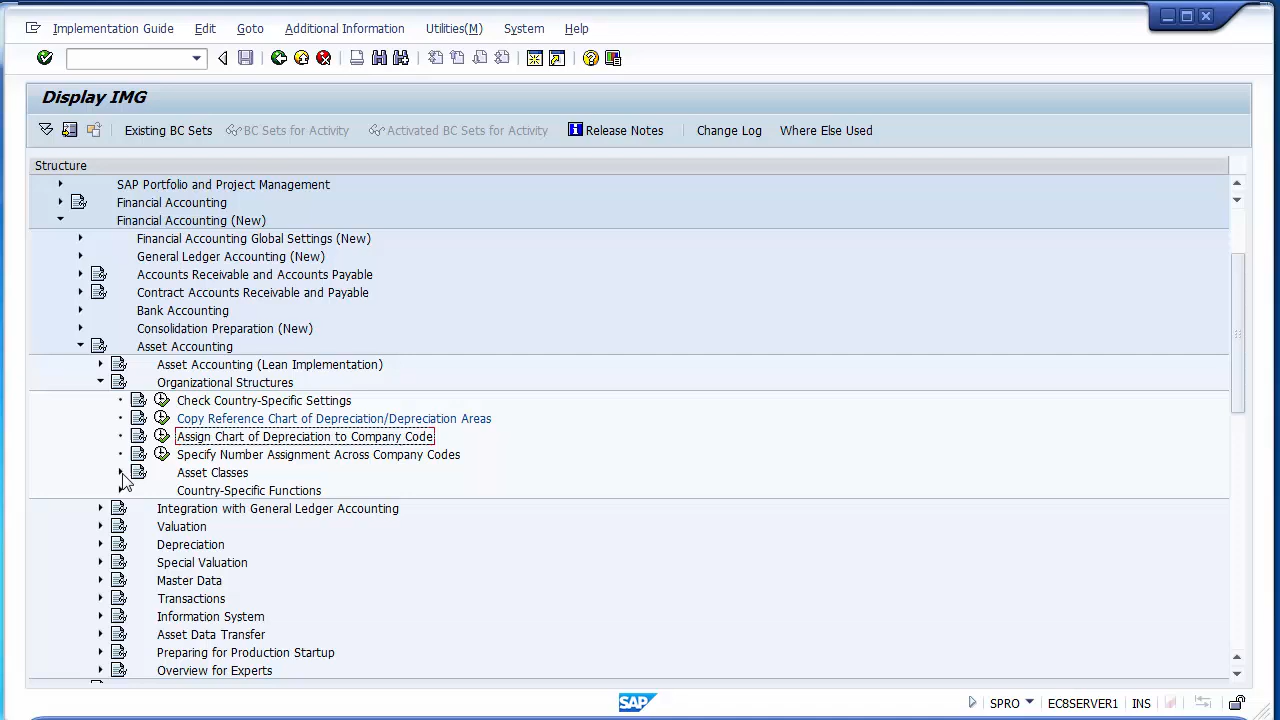 Implementation Guide Edit Goto Additional Information Utilities(M) System Help
Display IMG
Existing BC Sets BC Sets for Activity Activated BC Sets for Activity Release Notes Change Log Where Else Used
Structure
SAP Portfolio and Project Management
Financial Accounting
Financial Accounting (New)
Financial Accounting Global Settings (New)
General Ledger Accounting (New)
Accounts Receivable and Accounts Payable
Contract Accounts Receivable and Payable
Bank Accounting
Consolidation Preparation (New)
Asset Accounting
Asset Accounting (Lean Implementation)
Organizational Structures
Check Country-Specific Settings
Copy Reference Chart of Depreciation/Depreciation Areas
Assign Chart of Depreciation to Company Code
Specify Number Assignment Across Company Codes
Asset Classes
Country-Specific Functions
Integration with General Ledger Accounting
Valuation
Depreciation
Special Valuation
Master Data
Transactions
Information System
Asset Data Transfer
Preparing for Production Startup
Overview for Experts
SAP SPRO EC8SERVER1 INS